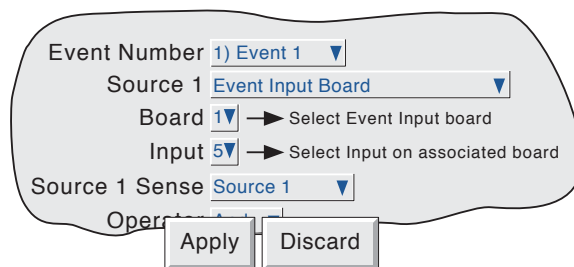 Event Number 1) Event 1
Source 1 Event Input Board
Board 1 Select Event Input board
Input 5 Select Input on associated board
Source 1 Sense Source 1
Operator
Apply Discard